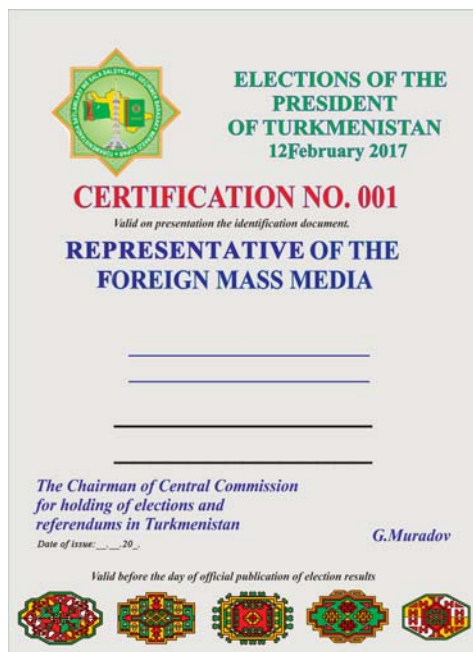 ELECTIONS OF THE
PRESIDENT
OF TURKMENISTAN
12February 2017
CERTIFICATION NO. 001
Valid on presentation the identification document.
REPRESENTATIVE OF THE
FOREIGN MASS MEDIA
The Chairman of Central Commission
for holding of elections and
referendums in Turkmenistan
Date of issue:__.__.20_.
G.Muradov
Valid before the day of official publication of election results